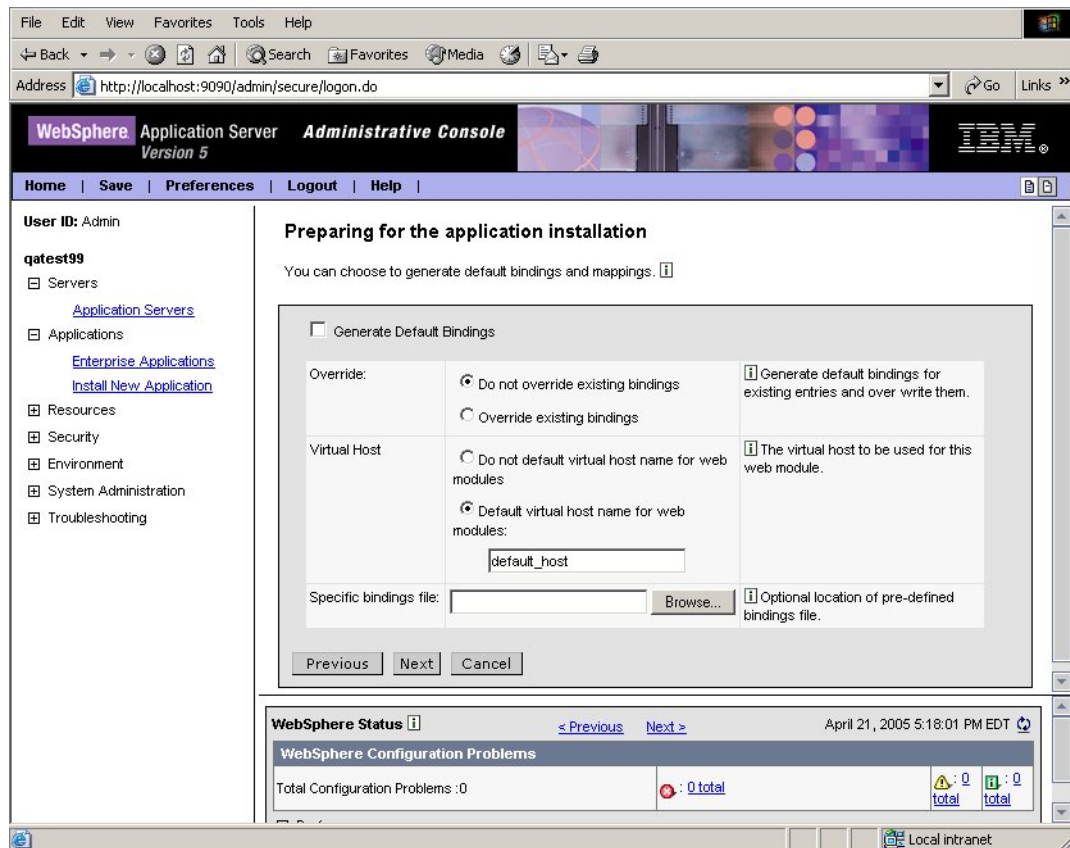 File Edit View Favorites Tools Help
Back Search Favorites Media
Address http://localhost:9090/admin/secure/logon.do Go Links »
WebSphere Application Server Administrative Console
Version 5
IBM®
Home | Save | Preferences | Logout | Help |
User ID: Admin
qatest99
Servers
Application Servers
Applications
Enterprise Applications
Install New Application
Resources
Security
Environment
System Administration
Troubleshooting
Preparing for the application installation
You can choose to generate default bindings and mappings. i
Generate Default Bindings
Override:
Do not override existing bindings
Override existing bindings
i Generate default bindings for
existing entries and over write them.
Virtual Host
Do not default virtual host name for web
modules
Default virtual host name for web
modules:
default_host
i The virtual host to be used for this
web module.
Specific bindings file:
Browse...
i Optional location of pre-defined
bindings file.
Previous Next Cancel
WebSphere Status i < Previous Next > April 21, 2005 5:18:01 PM EDT
WebSphere Configuration Problems
Total Configuration Problems :0
: 0 total
: 0
total
: 0
total
Local intranet